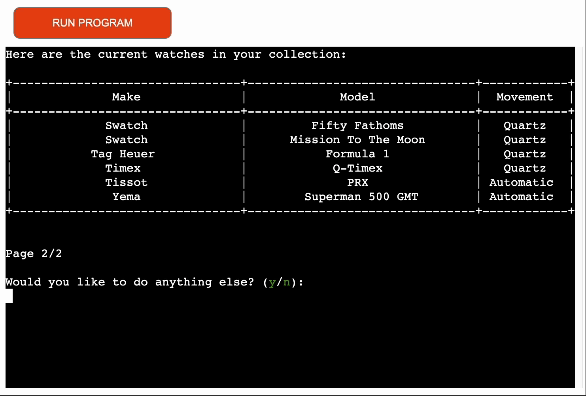 RUN PROGRAM
Here are the current watches in your collection:
Make Model Movement
Swatch Fifty Fathoms Quartz
Swatch Mission To The Moon Quartz
Tag Heuer Formula 1 Quartz
Timex Q-Timex Quartz
Tissot PRX Automatic
Yema Superman 500 GMT Automatic
Page 2/2
Would you like to do anything else? (y/n):